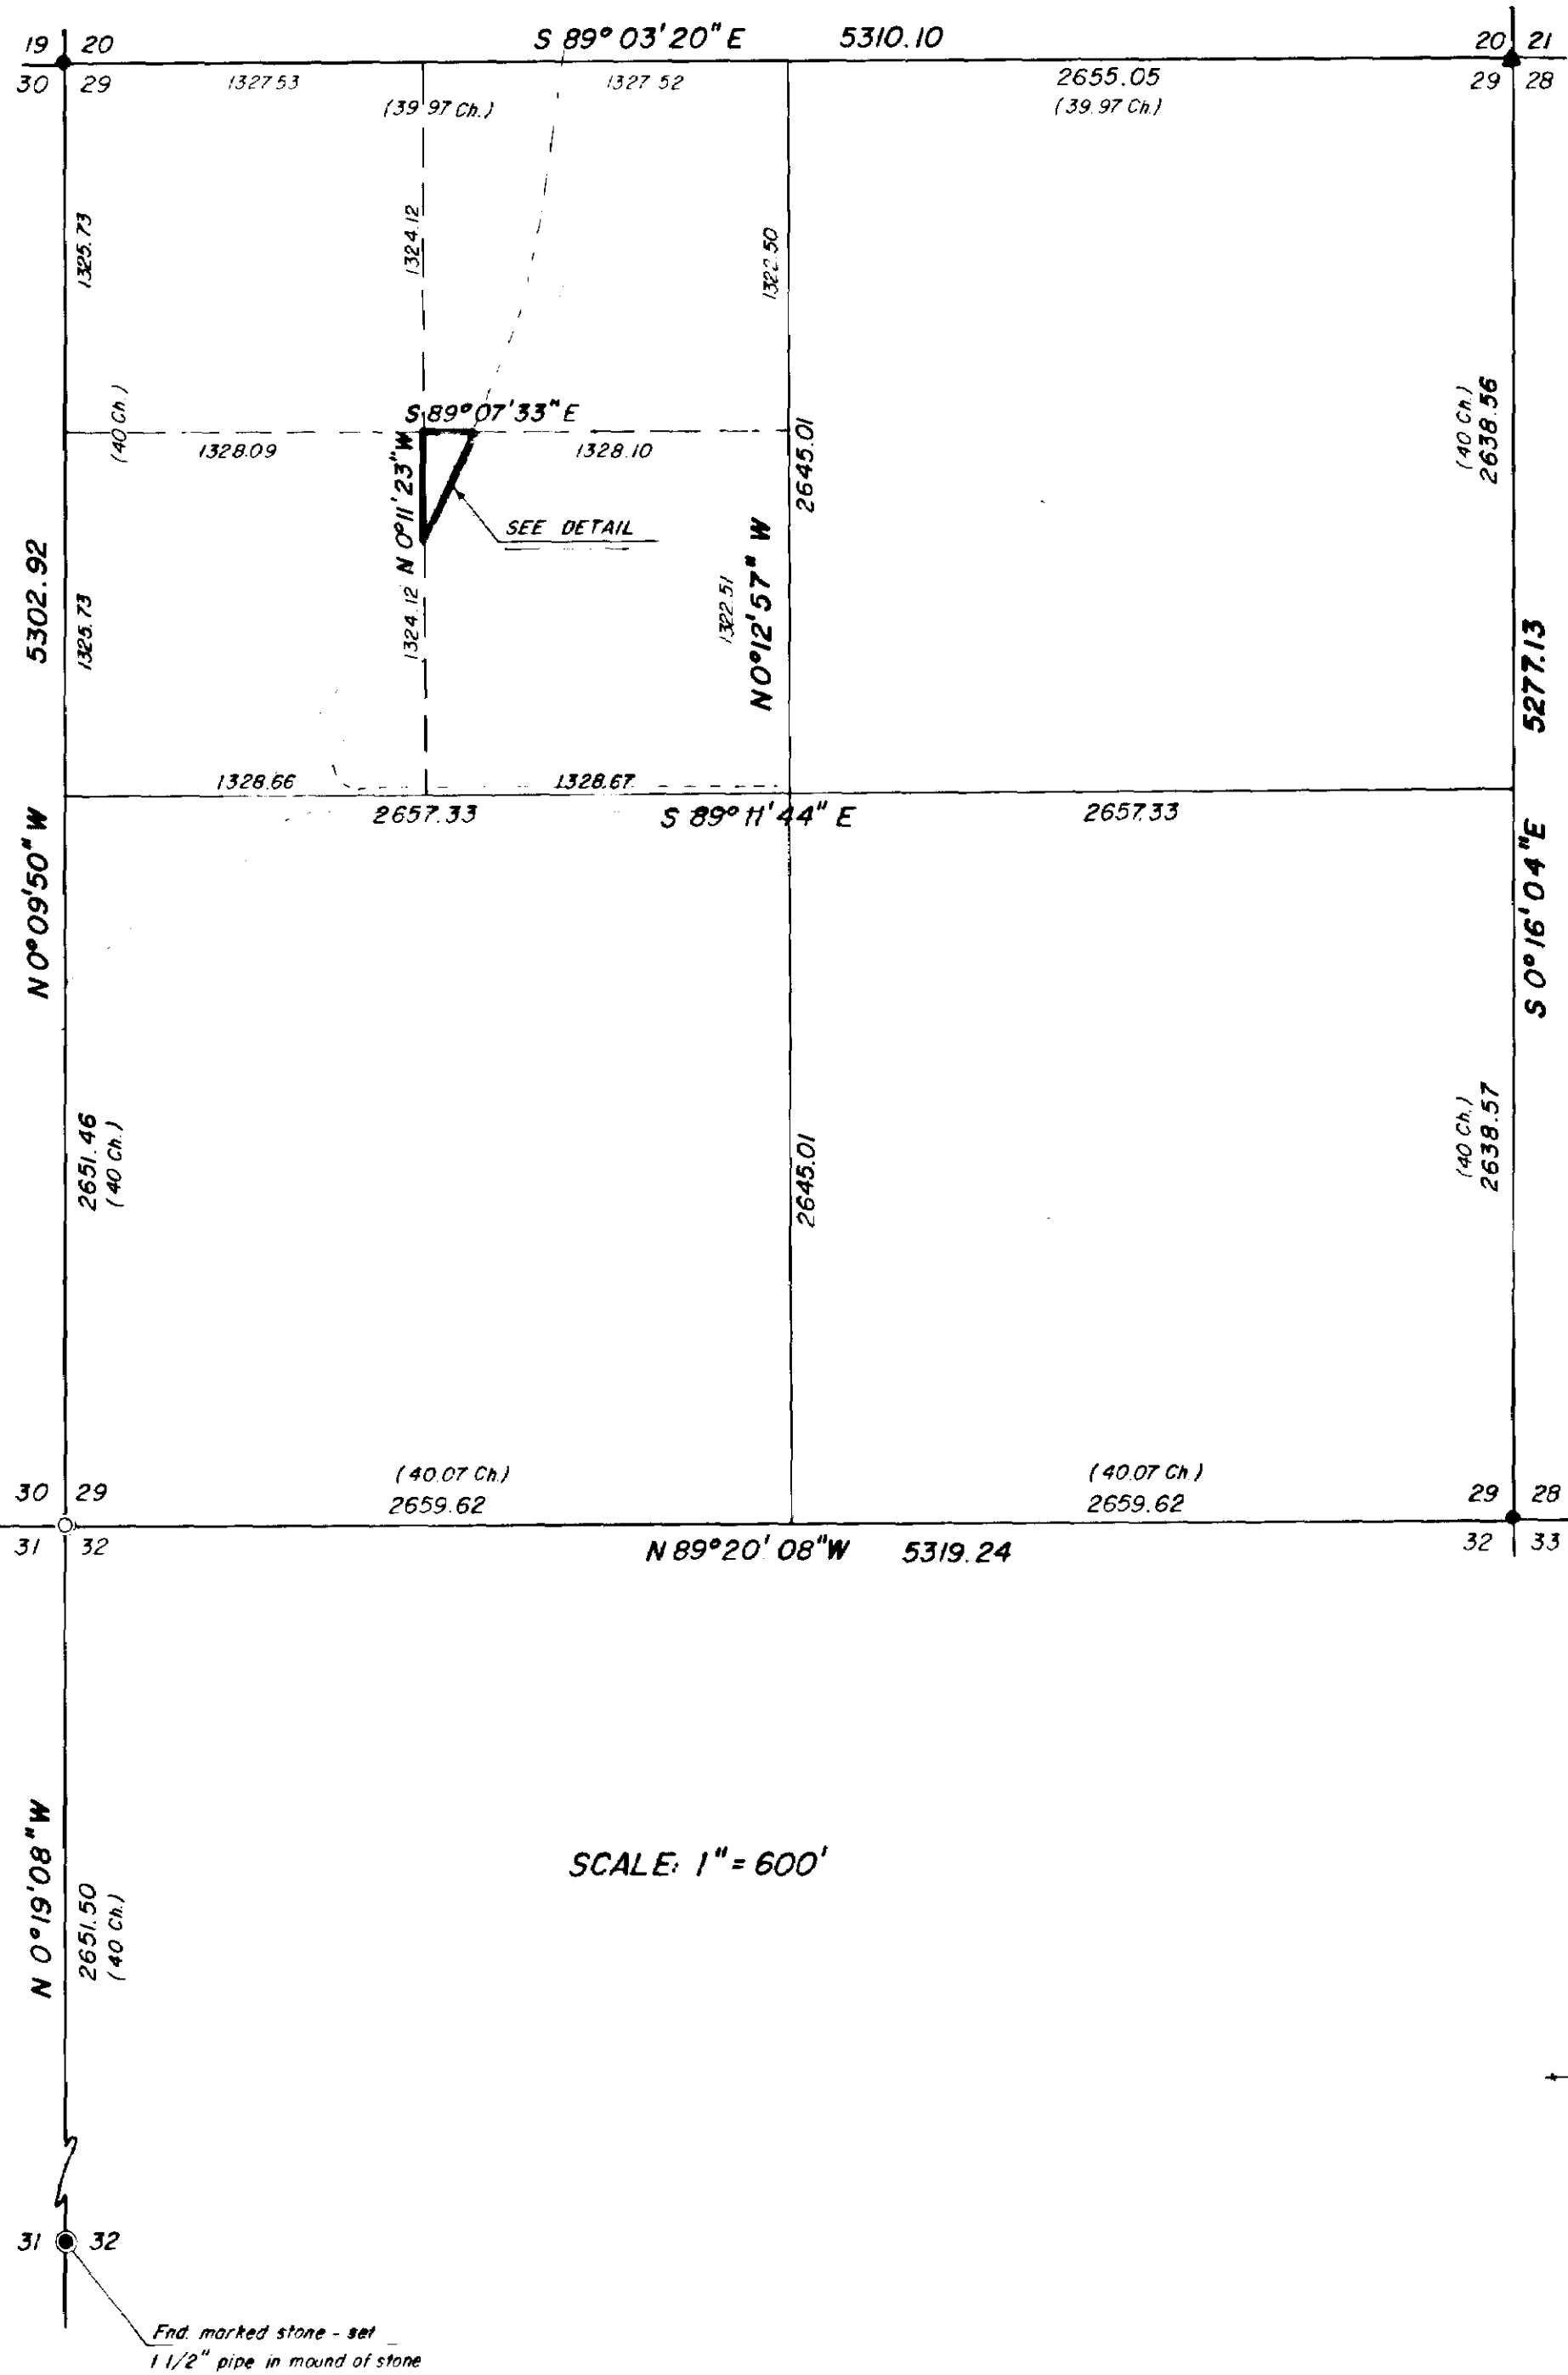 S 89° 03' 20" E 5310.10
19 20
20 21
30 29
1327.53
1327.52
2655.05
29 28
(39.97 Ch.)
(39.97 Ch.)
1325.73
1324.12
1322.50
(40 Ch.)
S 89° 07' 33" E
1328.09
1328.10
N 0° 11' 23" W
2645.01
(40 Ch.)
2638.56
SEE DETAIL
5302.92
1325.73
1324.12
1322.51
N 0° 12' 57" W
5277.13
1328.66
1328.67
2657.33
S 89° 11' 44" E
2657.33
N 0° 09' 50" W
S 0° 16' 04" E
2651.46
(40 Ch.)
2645.01
(40 Ch.)
2638.57
(40.07 Ch.)
(40.07 Ch.)
30 29
2659.62
2659.62
29 28
31 32
N 89° 20' 08" W 5319.24
32 33
N 0° 19' 08" W
2651.50
(40 Ch.)
SCALE: 1" = 600'
31 32
Fnd. marked stone - set
1 1/2" pipe in mound of stone